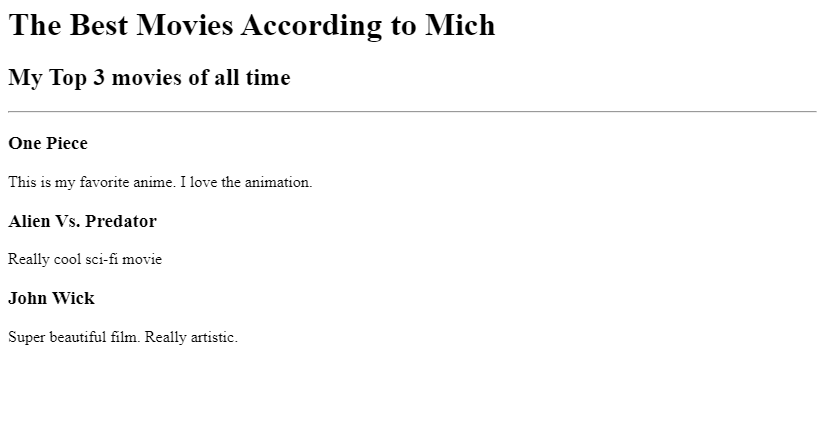 The Best Movies According to Mich
My Top 3 movies of all time
One Piece
This is my favorite anime. I love the animation.
Alien Vs. Predator
Really cool sci-fi movie
John Wick
Super beautiful film. Really artistic.